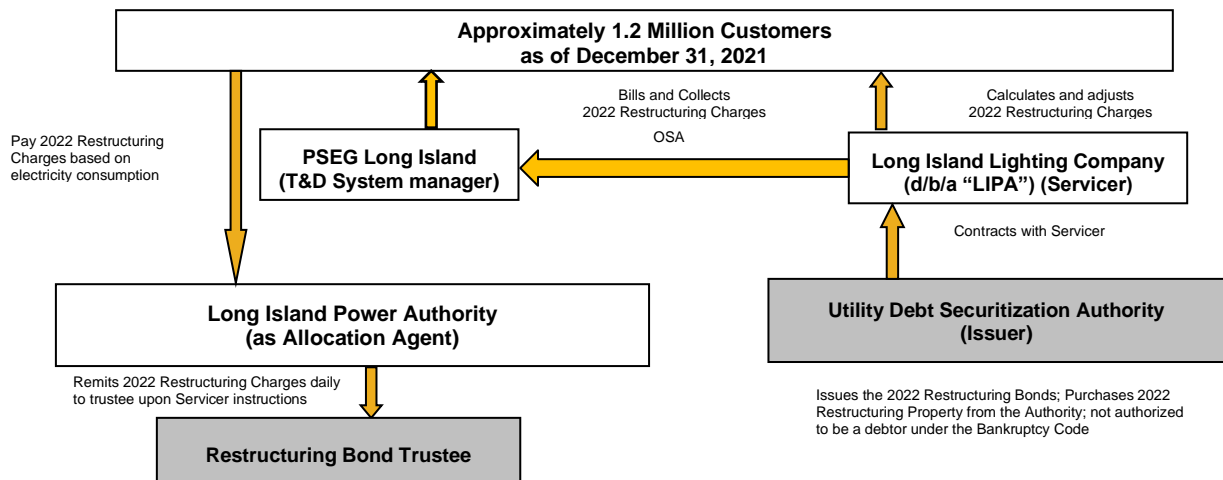 Approximately 1.2 Million Customers
as of December 31, 2021
Pay 2022 Restructuring
Charges based on
electricity consumption
Bills and Collects
2022 Restructuring Charges
OSA
Calculates and adjusts
2022 Restructuring Charges
PSEG Long Island
(T&D System manager)
Long Island Lighting Company
(d/b/a “LIPA”) (Servicer)
Contracts with Servicer
Long Island Power Authority
(as Allocation Agent)
Utility Debt Securitization Authority
(Issuer)
Remits 2022 Restructuring Charges daily
to trustee upon Servicer instructions
Issues the 2022 Restructuring Bonds; Purchases 2022
Restructuring Property from the Authority; not authorized
to be a debtor under the Bankruptcy Code
Restructuring Bond Trustee